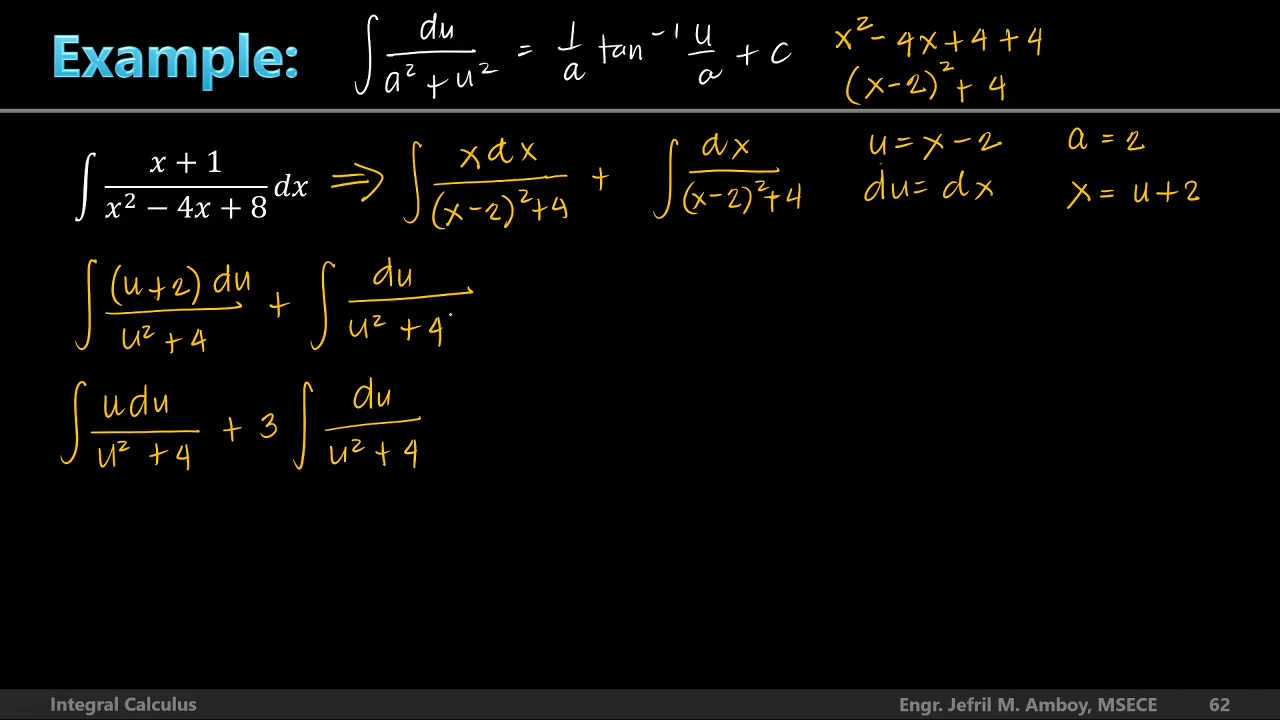 Example: ∫ du/(a² + u²) = 1/a tan⁻¹ u/a + c
x² - 4x + 4 + 4
(x-2)² + 4
∫ (x + 1)/(x² − 4x + 8) dx ⇒ ∫ x dx/((x-2)² + 4) + ∫ dx/((x-2)² + 4)
u = x - 2 a = 2
du = dx x = u + 2
∫ (u+2) du/(u² + 4) + ∫ du/(u² + 4)
∫ u du/(u² + 4) + 3 ∫ du/(u² + 4)
Integral Calculus Engr. Jefril M. Amboy, MSECE 62